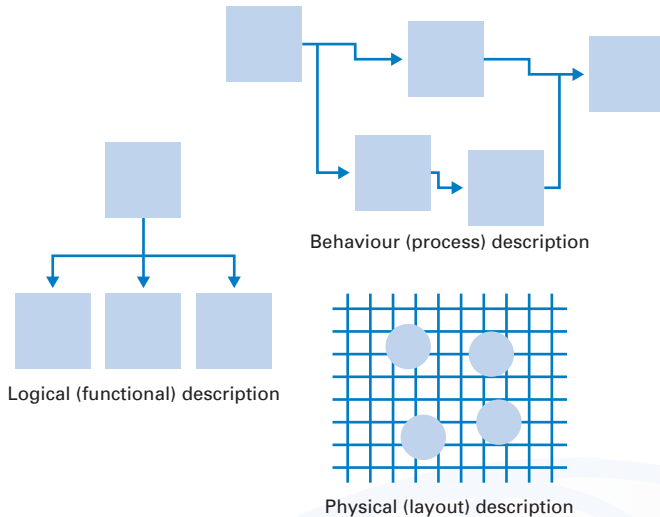 Behaviour (process) description
Logical (functional) description
Physical (layout) description